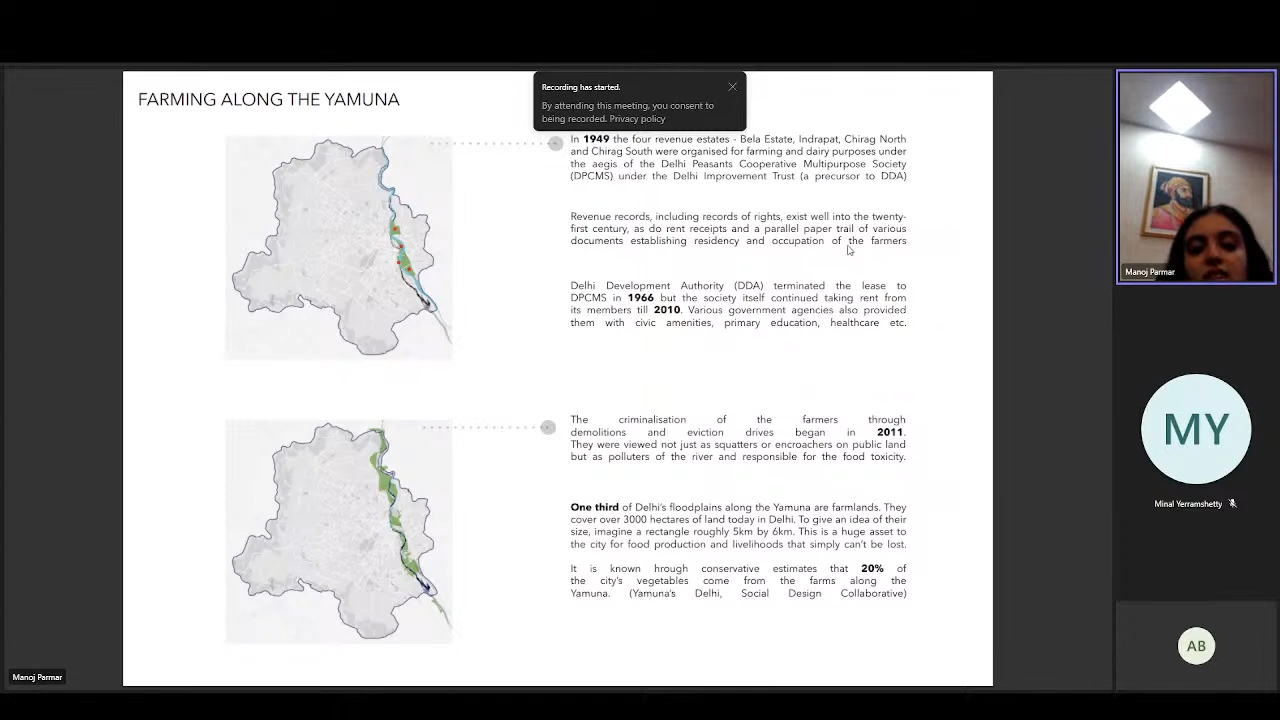 FARMING ALONG THE YAMUNA
Recording has started.
By attending this meeting, you consent to
being recorded. Privacy policy
In 1949 the four revenue estates - Bela Estate, Indrapat, Chirag North
and Chirag South were organised for farming and dairy purposes under
the aegis of the Delhi Peasants Cooperative Multipurpose Society
(DPCMS) under the Delhi Improvement Trust (a precursor to DDA)
Revenue records, including records of rights, exist well into the twenty-
first century, as do rent receipts and a parallel paper trail of various
documents establishing residency and occupation of the farmers
Delhi Development Authority (DDA) terminated the lease to
DPCMS in 1966 but the society itself continued taking rent from
its members till 2010. Various government agencies also provided
them with civic amenities, primary education, healthcare etc.
The criminalisation of the farmers through
demolitions and eviction drives began in 2011.
They were viewed not just as squatters or encroachers on public land
but as polluters of the river and responsible for the food toxicity.
One third of Delhi's floodplains along the Yamuna are farmlands. They
cover over 3000 hectares of land today in Delhi. To give an idea of their
size, imagine a rectangle roughly 5km by 6km. This is a huge asset to
the city for food production and livelihoods that simply can't be lost.
It is known hrough conservative estimates that 20% of
the city's vegetables come from the farms along the
Yamuna. (Yamuna's Delhi, Social Design Collaborative)
Manoj Parmar
Manoj Parmar
MY
Minal Yerramshetty
AB